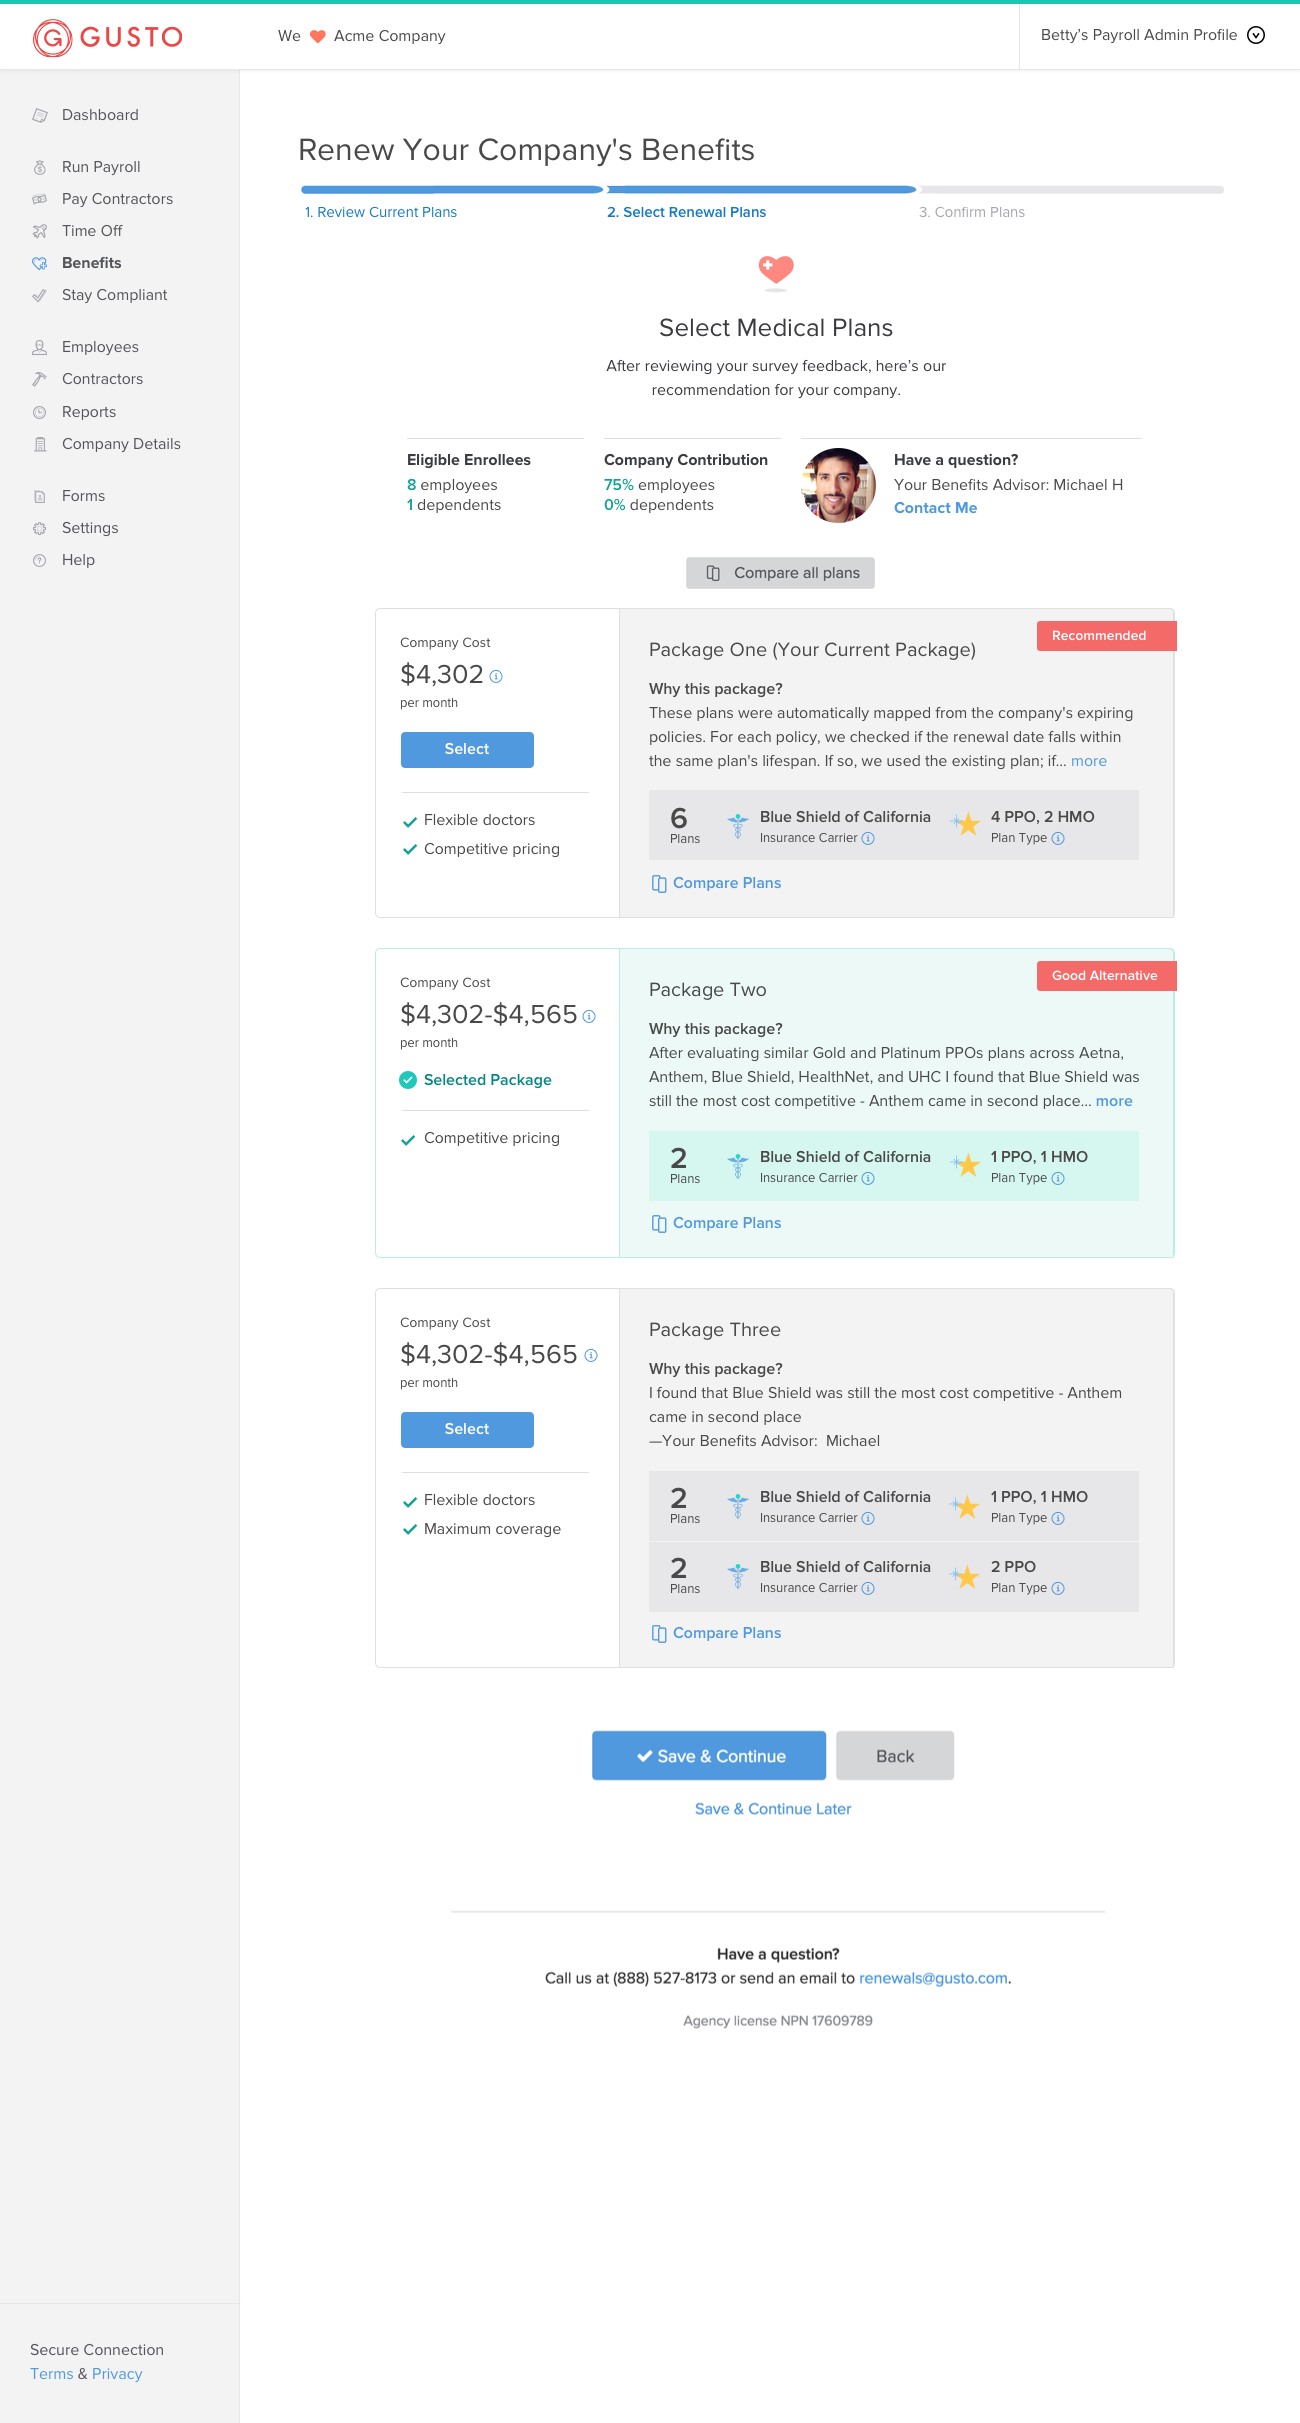 GUSTO
We Acme Company
Betty's Payroll Admin Profile
Dashboard
Run Payroll
Pay Contractors
Time Off
Benefits
Stay Compliant
Employees
Contractors
Reports
Company Details
Forms
Settings
Help
Renew Your Company's Benefits
1. Review Current Plans
2. Select Renewal Plans
3. Confirm Plans
Select Medical Plans
After reviewing your survey feedback, here's our
recommendation for your company.
Eligible Enrollees
8 employees
1 dependents
Company Contribution
75% employees
0% dependents
Have a question?
Your Benefits Advisor: Michael H
Contact Me
Compare all plans
Company Cost
$4,302
per month
Select
Flexible doctors
Competitive pricing
Recommended
Package One (Your Current Package)
Why this package?
These plans were automatically mapped from the company's expiring
policies. For each policy, we checked if the renewal date falls within
the same plan's lifespan. If so, we used the existing plan; if... more
6
Plans
Blue Shield of California
Insurance Carrier
4 PPO, 2 HMO
Plan Type
Compare Plans
Company Cost
$4,302-$4,565
per month
Selected Package
Competitive pricing
Good Alternative
Package Two
Why this package?
After evaluating similar Gold and Platinum PPOs plans across Aetna,
Anthem, Blue Shield, HealthNet, and UHC I found that Blue Shield was
still the most cost competitive - Anthem came in second place... more
2
Plans
Blue Shield of California
Insurance Carrier
1 PPO, 1 HMO
Plan Type
Compare Plans
Company Cost
$4,302-$4,565
per month
Select
Flexible doctors
Maximum coverage
Package Three
Why this package?
I found that Blue Shield was still the most cost competitive - Anthem
came in second place
—Your Benefits Advisor: Michael
2
Plans
Blue Shield of California
Insurance Carrier
1 PPO, 1 HMO
Plan Type
2
Plans
Blue Shield of California
Insurance Carrier
2 PPO
Plan Type
Compare Plans
Save & Continue
Back
Save & Continue Later
Have a question?
Call us at (888) 527-8173 or send an email to renewals@gusto.com.
Agency license NPN 17609789
Secure Connection
Terms & Privacy